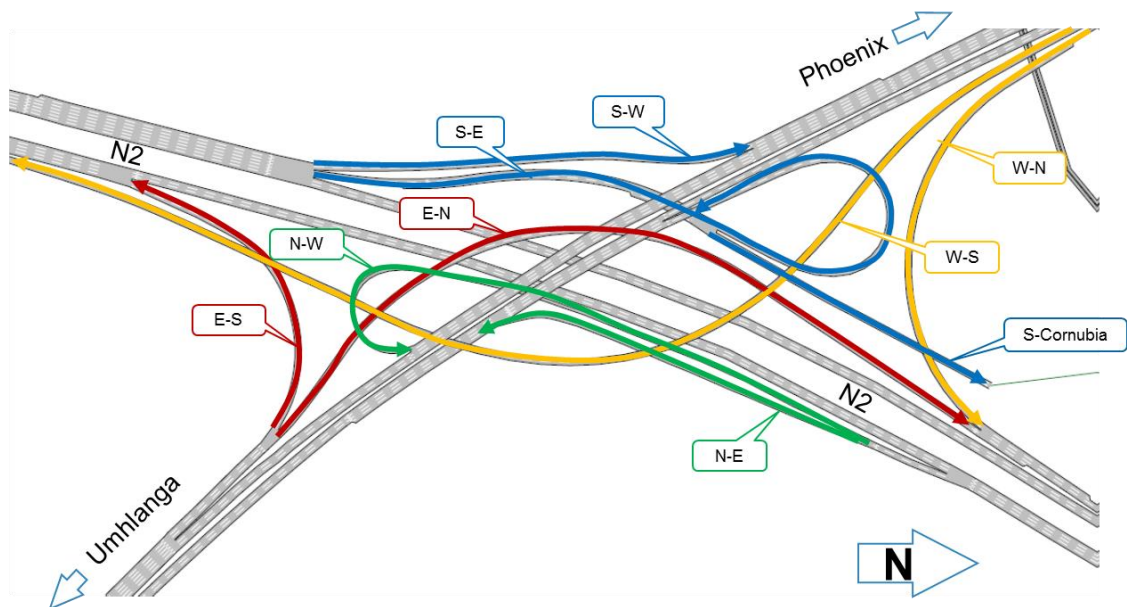 Phoenix
S-W
S-E
N2
W-N
E-N
N-W
W-S
E-S
S-Cornubia
N2
N-E
Umhlanga
N